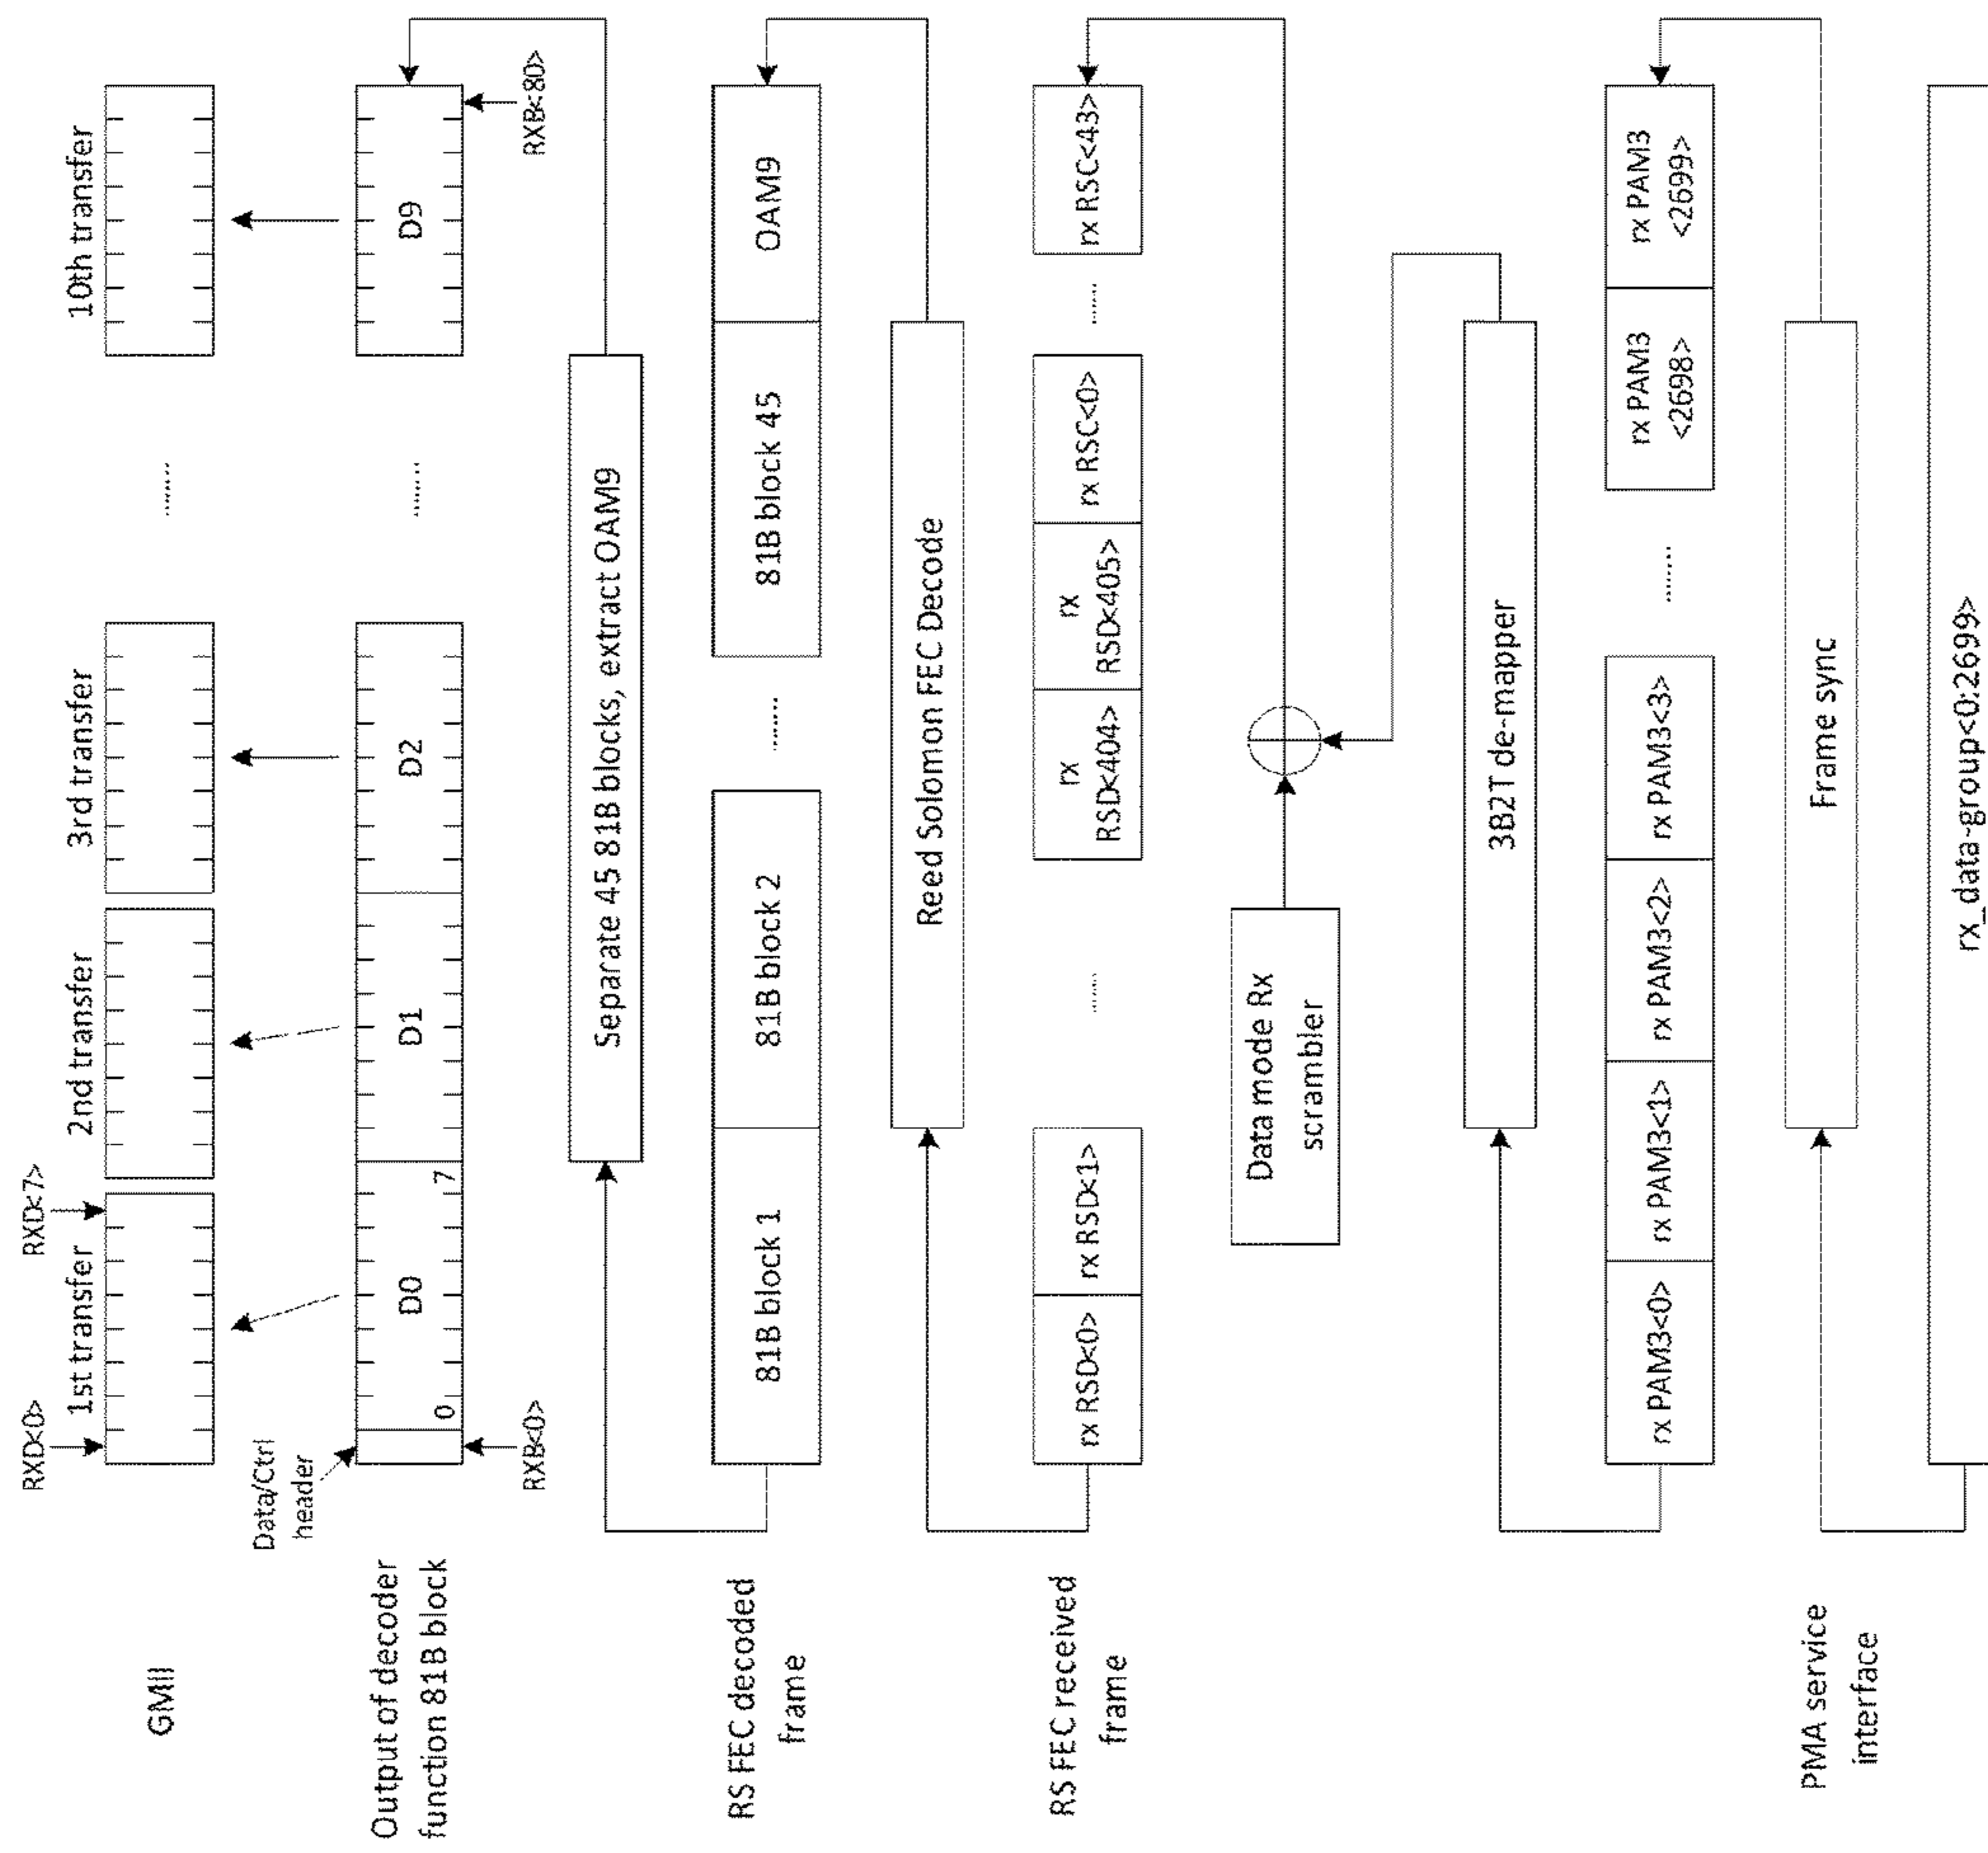 RXD<0>
RXD<7>
1st transfer
2nd transfer
3rd transfer
10th transfer
GMII
......
Data/Ctrl
header
Output of decoder
function 81B block
0
D0
7
D1
D2
......
D9
RXB<0>
RXB<80>
Separate 45 81B blocks, extract OAM9
RS FEC decoded
frame
81B block 1
81B block 2
.......
81B block 45
OAM9
Reed Solomon FEC Decode
RS FEC received
frame
rx RSD<0>
rx RSD<1>
......
rx
RSD<404>
rx
RSD<405>
rx RSC<0>
......
rx RSC<43>
Data mode Rx
scrambler
3B2T de-mapper
rx PAM3<0>
rx PAM3<1>
rx PAM3<2>
rx PAM3<3>
.......
rx PAM3
<2698>
rx PAM3
<2699>
PMA service
interface
Frame sync
rx_data-group<0:2699>